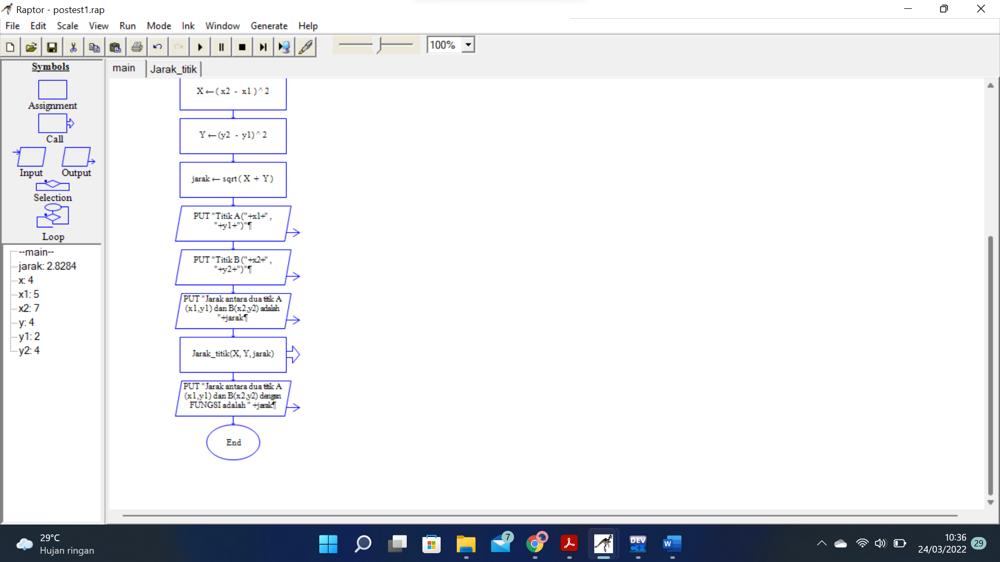 Raptor - postest1.rap
File Edit Scale View Run Mode Ink Window Generate Help
100%
Symbols
Assignment
Call
Input Output
Selection
Loop
--main--
jarak: 2.8284
x: 4
x1: 5
x2: 7
y: 4
y1: 2
y2: 4
main Jarak_titik
X ← ( x2 - x1 ) ^ 2
Y ← (y2 - y1) ^ 2
jarak ← sqrt ( X + Y )
PUT "Titik A("+x1+" ,
"+y1+")"¶
PUT "Titik B ("+x2+" ,
"+y2+")"¶
PUT "Jarak antara dua titik A
(x1,y1) dan B(x2,y2) adalah
"+jarak¶
Jarak_titik(X, Y, jarak)
PUT "Jarak antara dua titik A
(x1,y1) dan B(x2,y2) dengan
FUNGSI adalah " +jarak¶
End
29°C
Hujan ringan
7
DEV
C++
W
10:36
24/03/2022
29